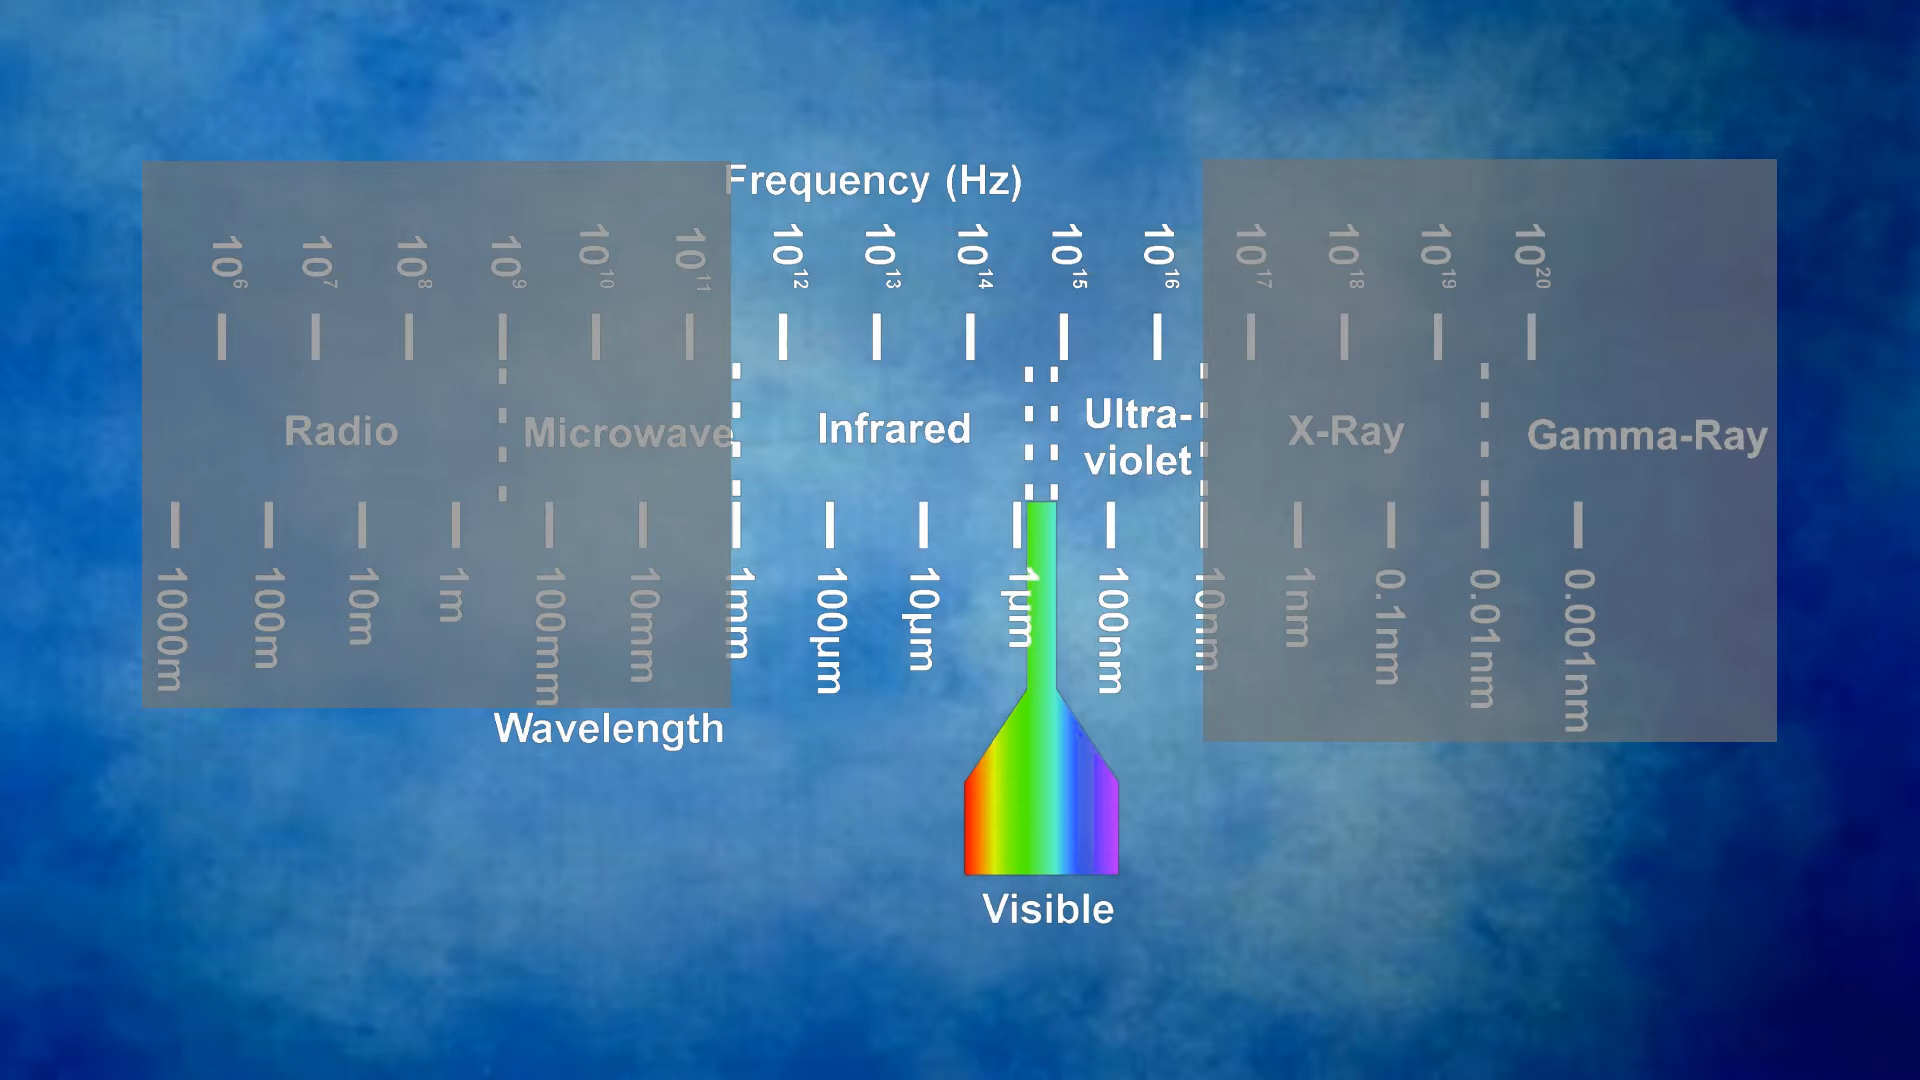 Frequency (Hz)
10⁶ 10⁷ 10⁸ 10⁹ 10¹⁰ 10¹¹ 10¹² 10¹³ 10¹⁴ 10¹⁵ 10¹⁶ 10¹⁷ 10¹⁸ 10¹⁹ 10²⁰
Radio Microwave Infrared Ultra-
violet X-Ray Gamma-Ray
1000m 100m 10m 1m 100mm 10mm 1mm 100µm 10µm 1µm 100nm 10nm 1nm 0.1nm 0.01nm 0.001nm
Wavelength
Visible